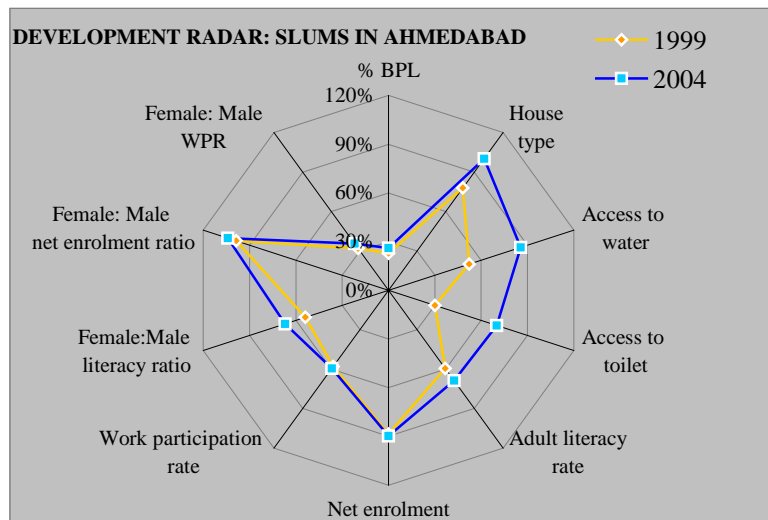 DEVELOPMENT RADAR: SLUMS IN AHMEDABAD
1999
2004
% BPL
120%
90%
60%
30%
0%
House
type
Access to
water
Access to
toilet
Adult literacy
rate
Net enrolment
Work participation
rate
Female:Male
literacy ratio
Female: Male
net enrolment ratio
Female: Male
WPR